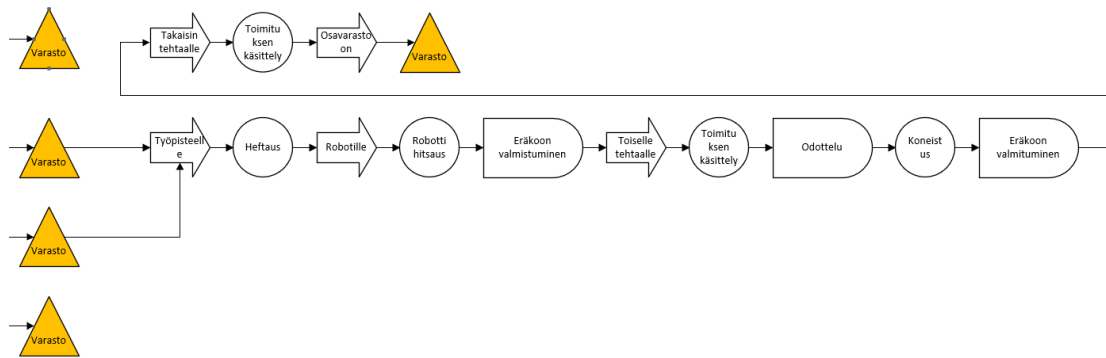 Varasto
Takaisin
tehtaalle
Toimitu
ksen
käsittely
Osavarasto
on
Varasto
Varasto
Työpisteell
e
Heftaus
Robotille
Robotti
hitsaus
Eräkoon
valmistuminen
Toiselle
tehtaalle
Toimitu
ksen
käsittely
Odottelu
Koneist
us
Eräkoon
valmituminen
Varasto
Varasto